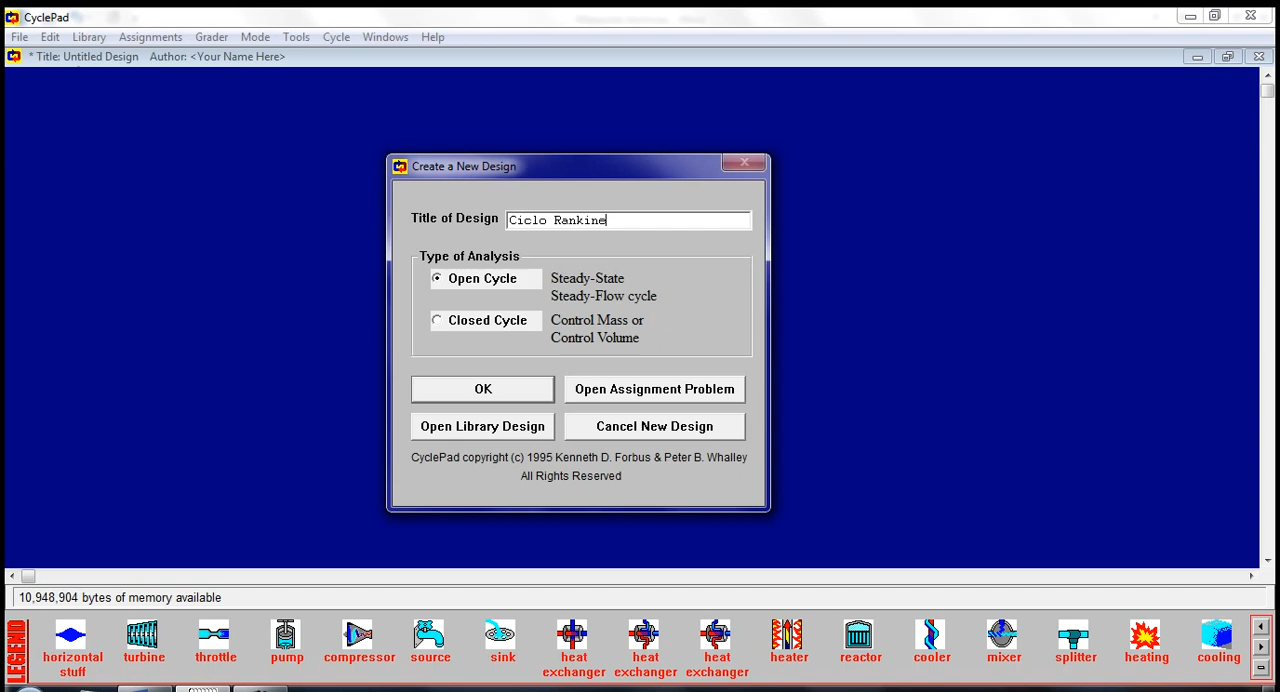 CyclePad
File Edit Library Assignments Grader Mode Tools Cycle Windows Help
* Title: Untitled Design Author: <Your Name Here>
Create a New Design
Title of Design Ciclo Rankine
Type of Analysis
Open Cycle Steady-State
Steady-Flow cycle
Closed Cycle Control Mass or
Control Volume
OK Open Assignment Problem
Open Library Design Cancel New Design
CyclePad copyright (c) 1995 Kenneth D. Forbus & Peter B. Whalley
All Rights Reserved
10,948,904 bytes of memory available
LEGEND
horizontal turbine throttle pump compressor source sink heat heat heat heater reactor cooler mixer splitter heating cooling
stuff exchanger exchanger exchanger